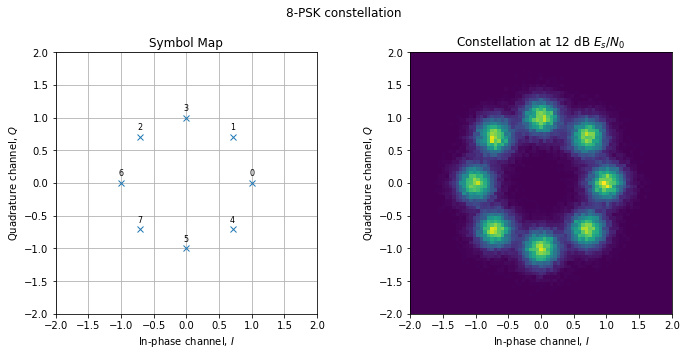 8-PSK constellation
Symbol Map
2.0
1.5
1.0
0.5
0.0
−0.5
−1.0
−1.5
−2.0
Quadrature channel, Q
3
2
1
6
0
7
4
5
−2.0 −1.5 −1.0 −0.5 0.0 0.5 1.0 1.5 2.0
In-phase channel, I
Constellation at 12 dB Es/N0
2.0
1.5
1.0
0.5
0.0
−0.5
−1.0
−1.5
−2.0
Quadrature channel, Q
−2.0 −1.5 −1.0 −0.5 0.0 0.5 1.0 1.5 2.0
In-phase channel, I